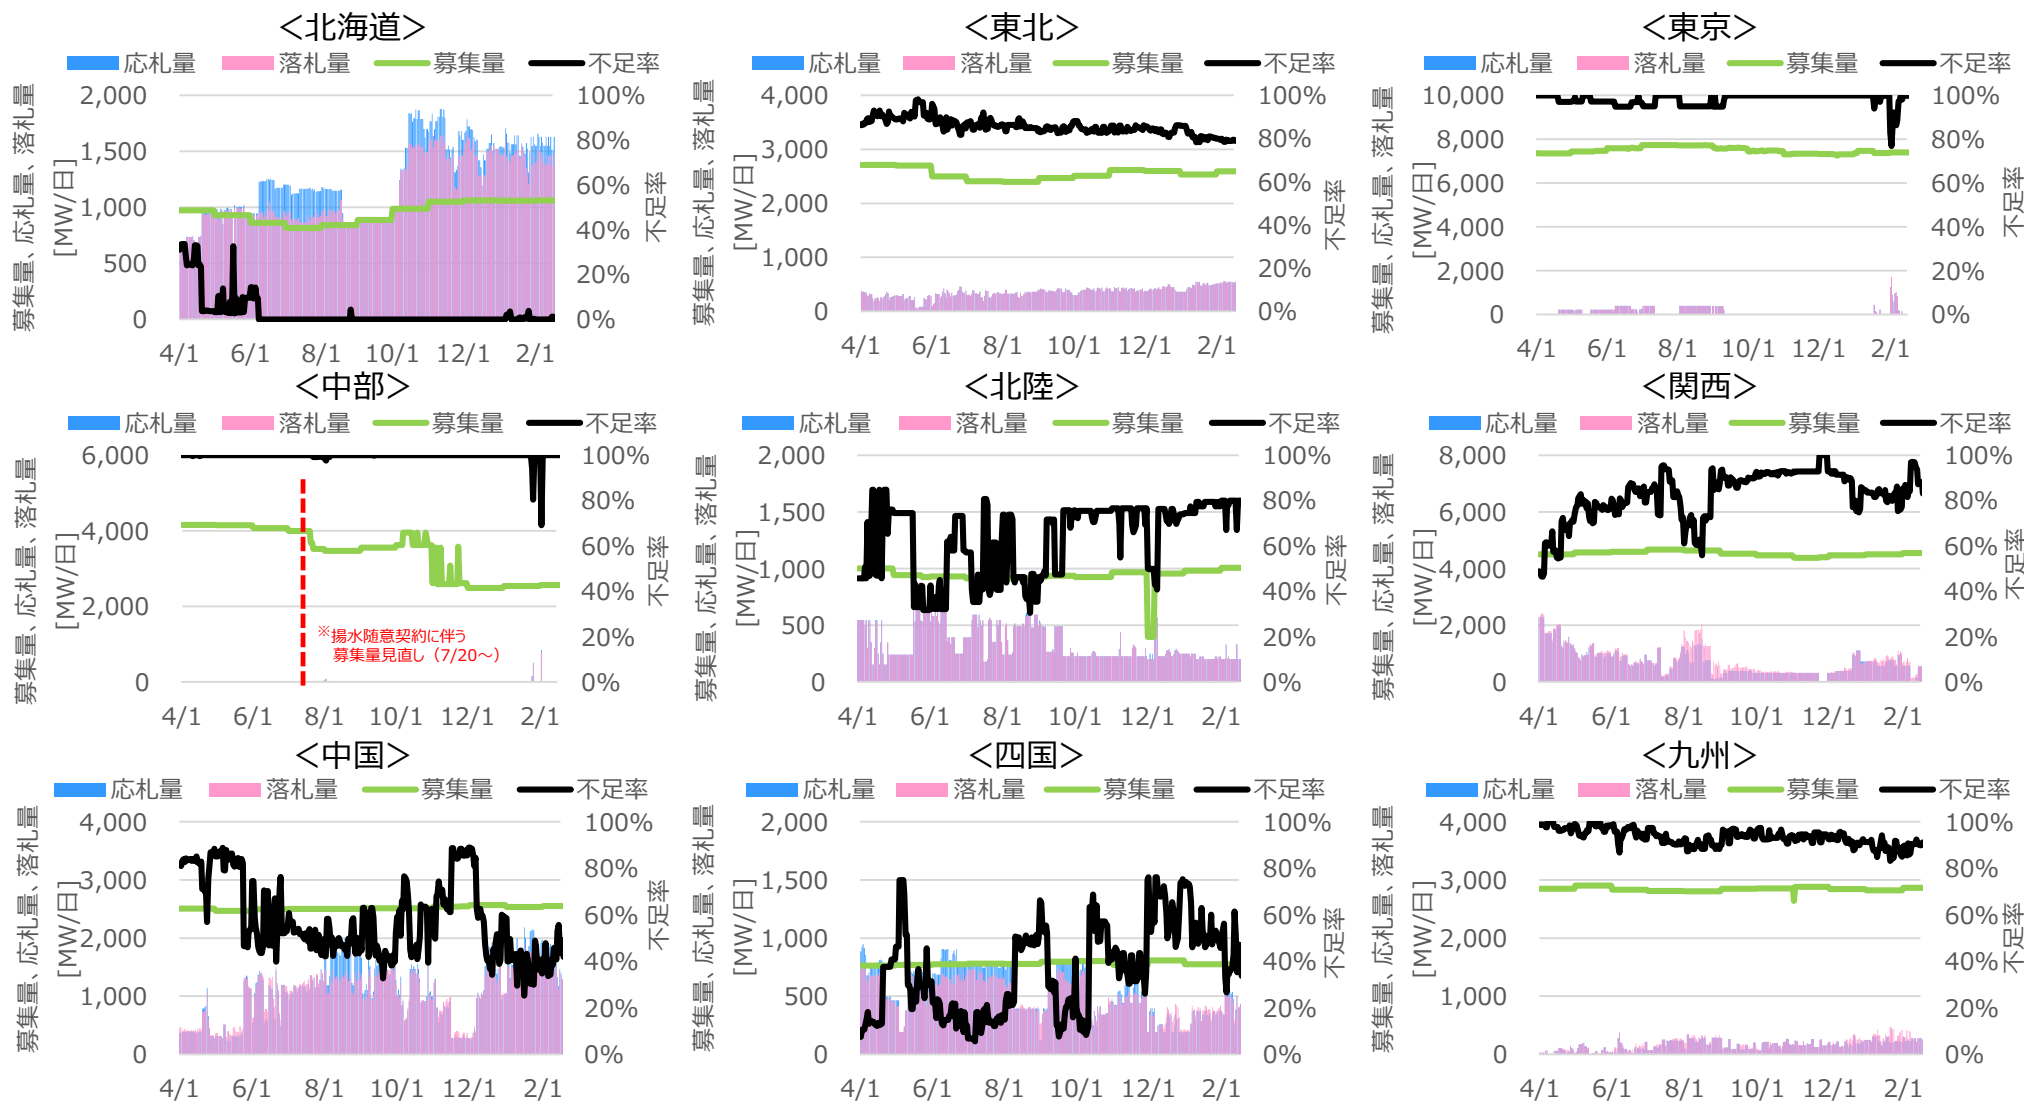 ＜北海道＞
応札量 落札量 募集量 不足率
募集量、応札量、落札量
[MW/日]
2,000
1,500
1,000
500
0
100%
80%
60%
40%
20%
0%
不足率
4/1 6/1 8/1 10/1 12/1 2/1
＜東北＞
応札量 落札量 募集量 不足率
募集量、応札量、落札量
[MW/日]
4,000
3,000
2,000
1,000
0
100%
80%
60%
40%
20%
0%
不足率
4/1 6/1 8/1 10/1 12/1 2/1
＜東京＞
応札量 落札量 募集量 不足率
募集量、応札量、落札量
[MW/日]
10,000
8,000
6,000
4,000
2,000
0
100%
80%
60%
40%
20%
0%
不足率
4/1 6/1 8/1 10/1 12/1 2/1
＜中部＞
応札量 落札量 募集量 不足率
募集量、応札量、落札量
[MW/日]
6,000
4,000
2,000
0
※揚水随意契約に伴う
募集量見直し（7/20～）
100%
80%
60%
40%
20%
0%
不足率
4/1 6/1 8/1 10/1 12/1 2/1
＜北陸＞
応札量 落札量 募集量 不足率
募集量、応札量、落札量
[MW/日]
2,000
1,500
1,000
500
0
100%
80%
60%
40%
20%
0%
不足率
4/1 6/1 8/1 10/1 12/1 2/1
＜関西＞
応札量 落札量 募集量 不足率
募集量、応札量、落札量
[MW/日]
8,000
6,000
4,000
2,000
0
100%
80%
60%
40%
20%
0%
不足率
4/1 6/1 8/1 10/1 12/1 2/1
＜中国＞
応札量 落札量 募集量 不足率
募集量、応札量、落札量
[MW/日]
4,000
3,000
2,000
1,000
0
100%
80%
60%
40%
20%
0%
不足率
4/1 6/1 8/1 10/1 12/1 2/1
＜四国＞
応札量 落札量 募集量 不足率
募集量、応札量、落札量
[MW/日]
2,000
1,500
1,000
500
0
100%
80%
60%
40%
20%
0%
不足率
4/1 6/1 8/1 10/1 12/1 2/1
＜九州＞
応札量 落札量 募集量 不足率
募集量、応札量、落札量
[MW/日]
4,000
3,000
2,000
1,000
0
100%
80%
60%
40%
20%
0%
不足率
4/1 6/1 8/1 10/1 12/1 2/1